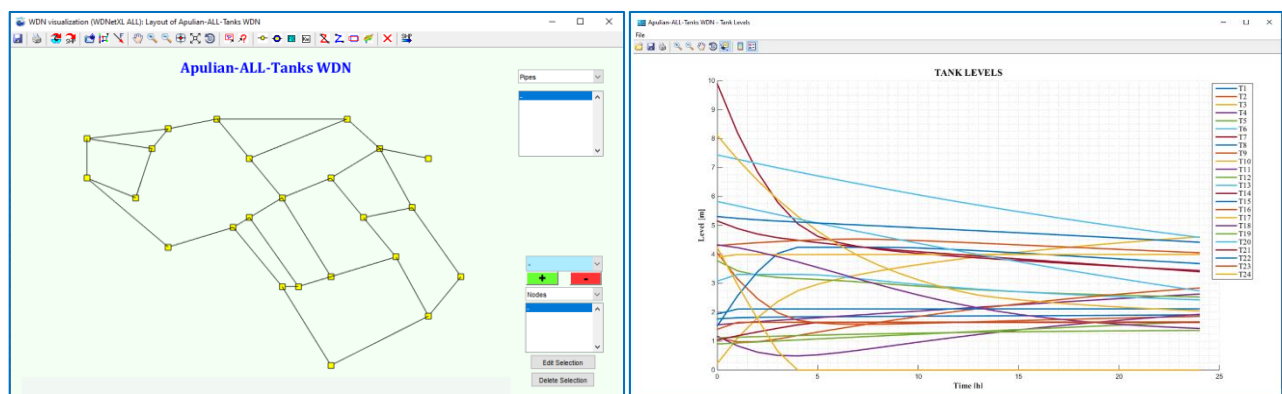 WDN visualization (WDNetXL ALL): Layout of Apulian-ALL-Tanks WDN
Apulian-ALL-Tanks WDN
Pipes
Nodes
Edit Selection
Delete Selection
Apulian-ALL-Tanks WDN - Tank Levels
File
TANK LEVELS
Level [m]
10
9
8
7
6
5
4
3
2
1
0
0
5
10
15
20
25
Time [h]
T1
T2
T3
T4
T5
T6
T7
T8
T9
T10
T11
T12
T13
T14
T15
T16
T17
T18
T19
T20
T21
T22
T23
T24